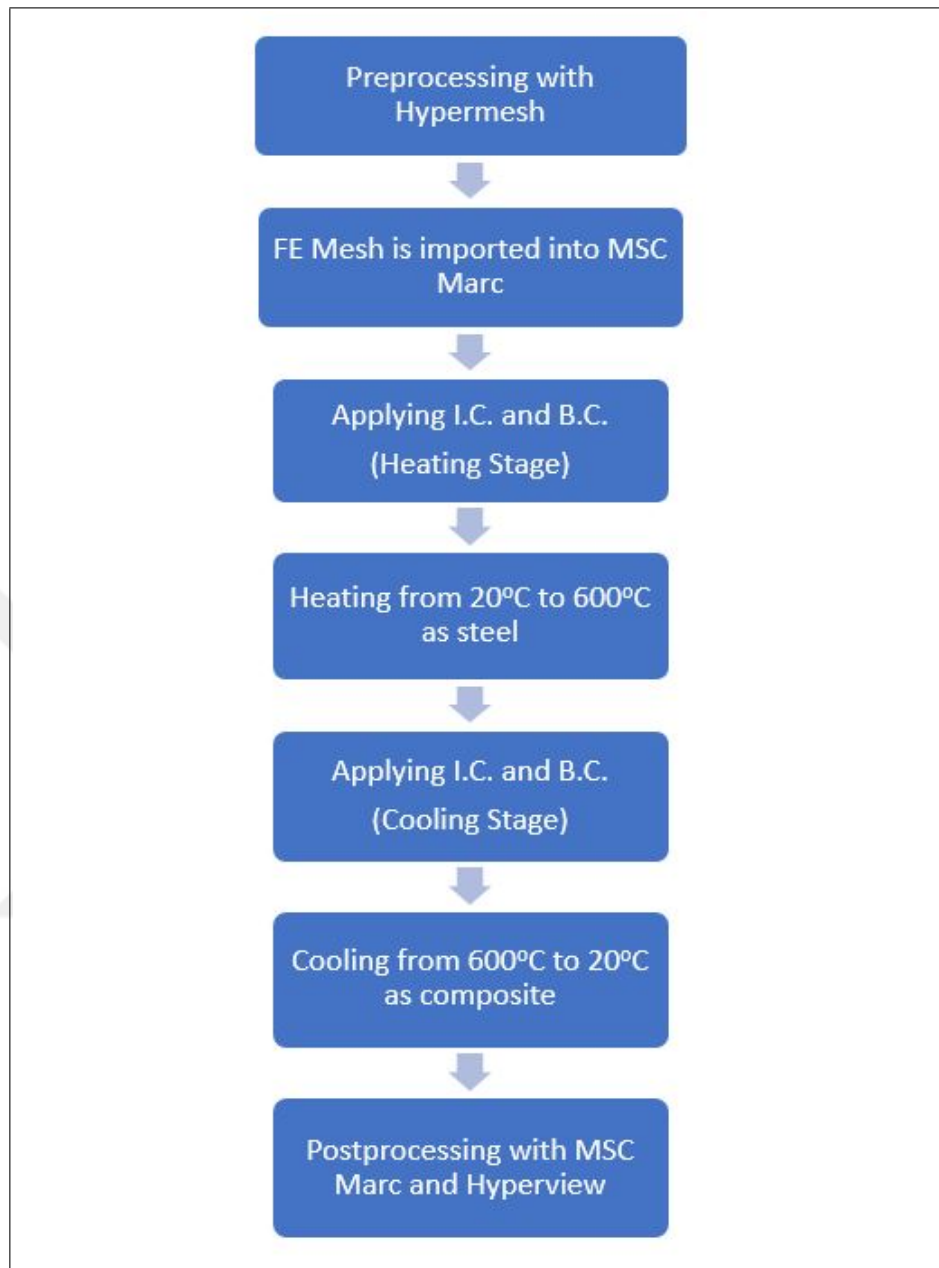 Preprocessing with
Hypermesh
FE Mesh is imported into MSC
Marc
Applying I.C. and B.C.
(Heating Stage)
Heating from 20ºC to 600ºC
as steel
Applying I.C. and B.C.
(Cooling Stage)
Cooling from 600ºC to 20ºC
as composite
Postprocessing with MSC
Marc and Hyperview